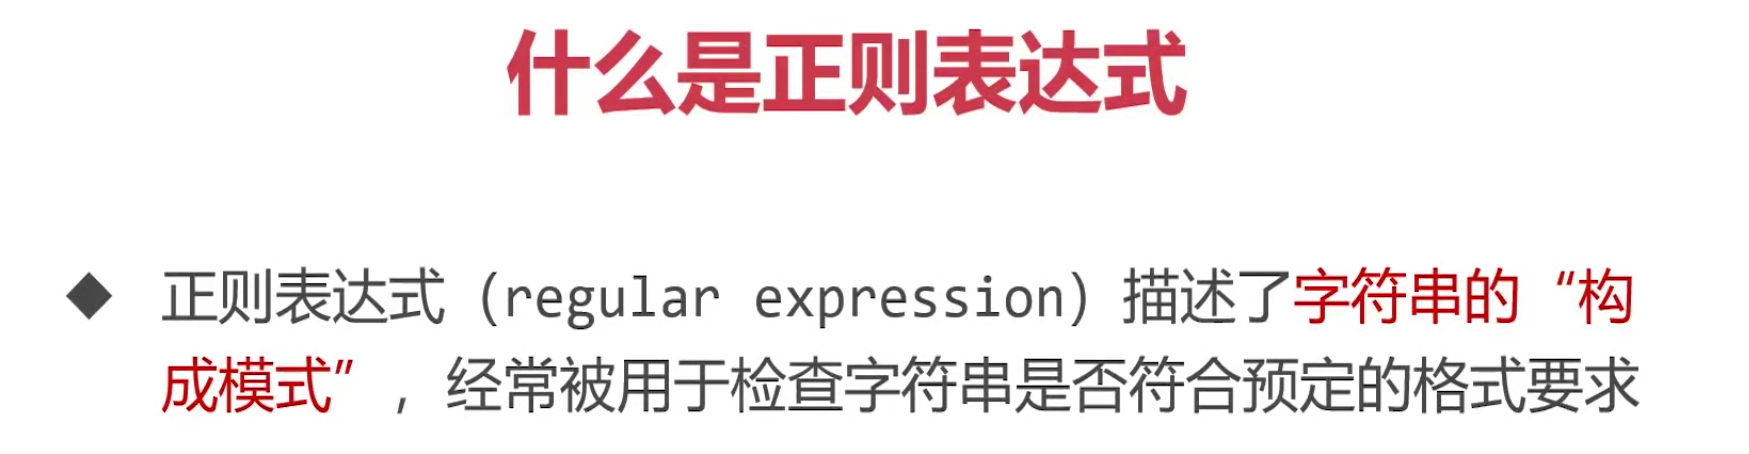 什么是正则表达式
◆ 正则表达式（regular expression）描述了字符串的“构
成模式”，经常被用于检查字符串是否符合预定的格式要求